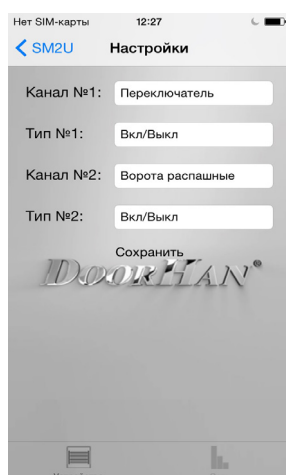 Нет SIM-карты 12:27
SM2U Настройки
Канал №1: Переключатель
Тип №1: Вкл/Выкл
Канал №2: Ворота распашные
Тип №2: Вкл/Выкл
Сохранить
DOORHAN®